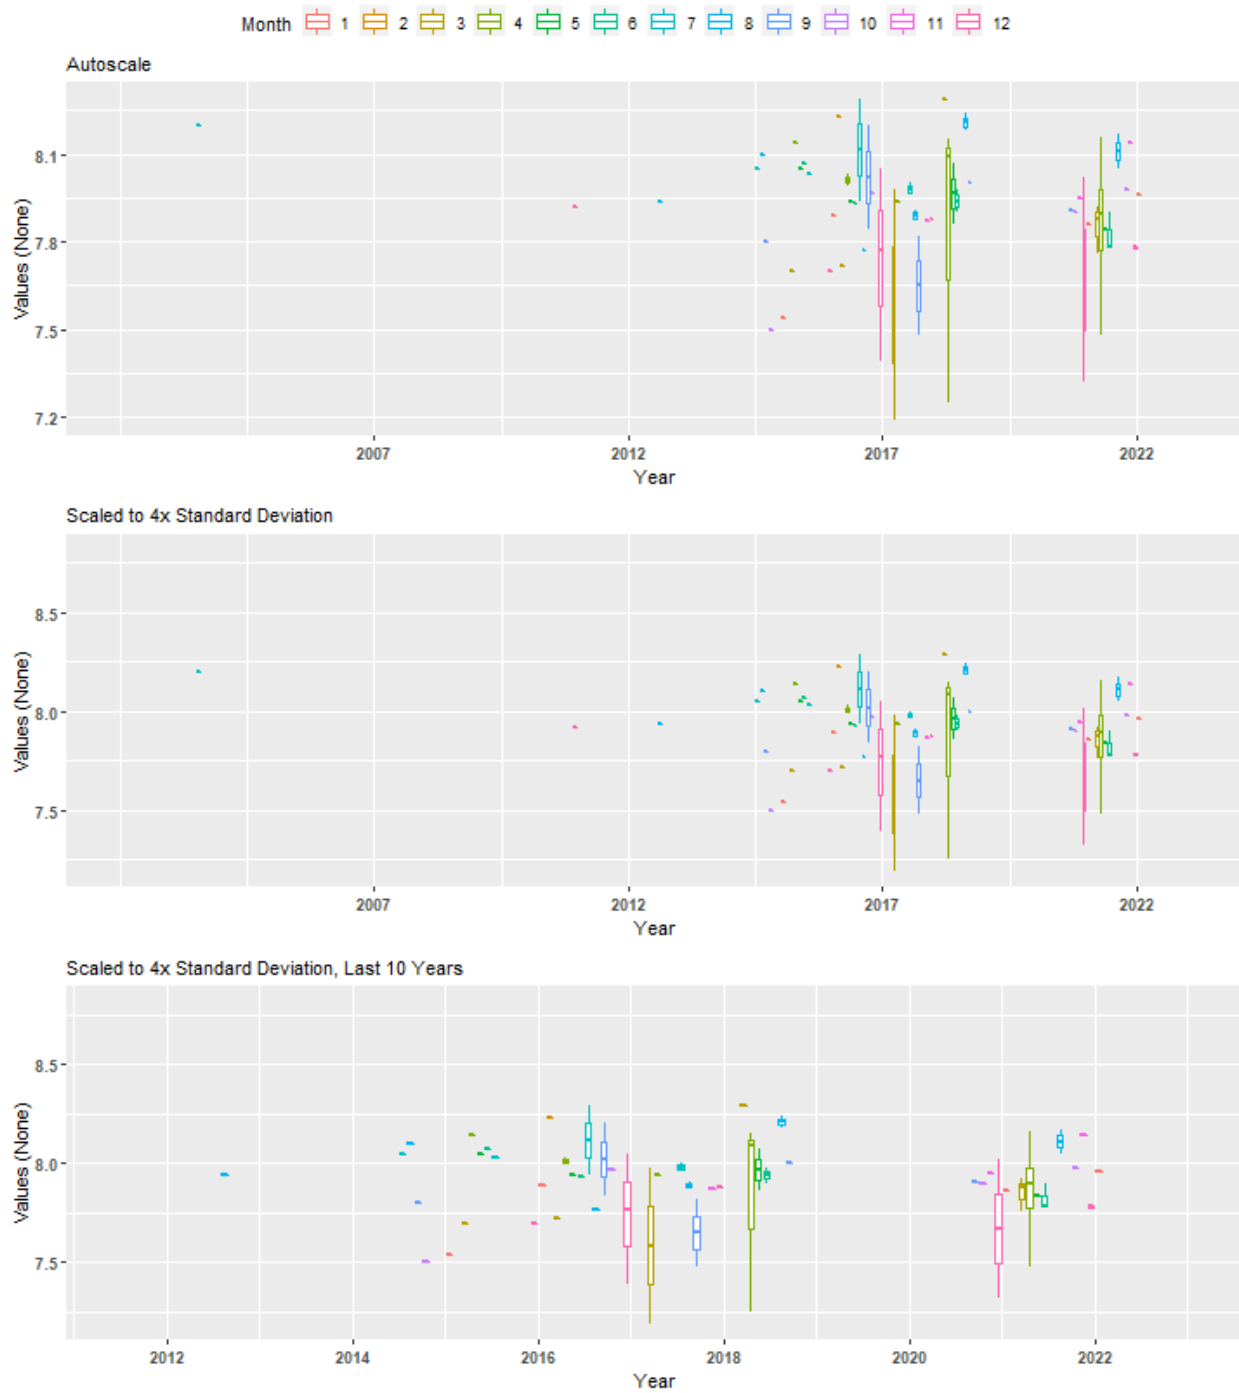 Month 1 2 3 4 5 6 7 8 9 10 11 12
Autoscale
Values (None)
8.1
7.8
7.5
7.2
2007 2012 2017 2022
Year
Scaled to 4x Standard Deviation
Values (None)
8.5
8.0
7.5
2007 2012 2017 2022
Year
Scaled to 4x Standard Deviation, Last 10 Years
Values (None)
8.5
8.0
7.5
2012 2014 2016 2018 2020 2022
Year